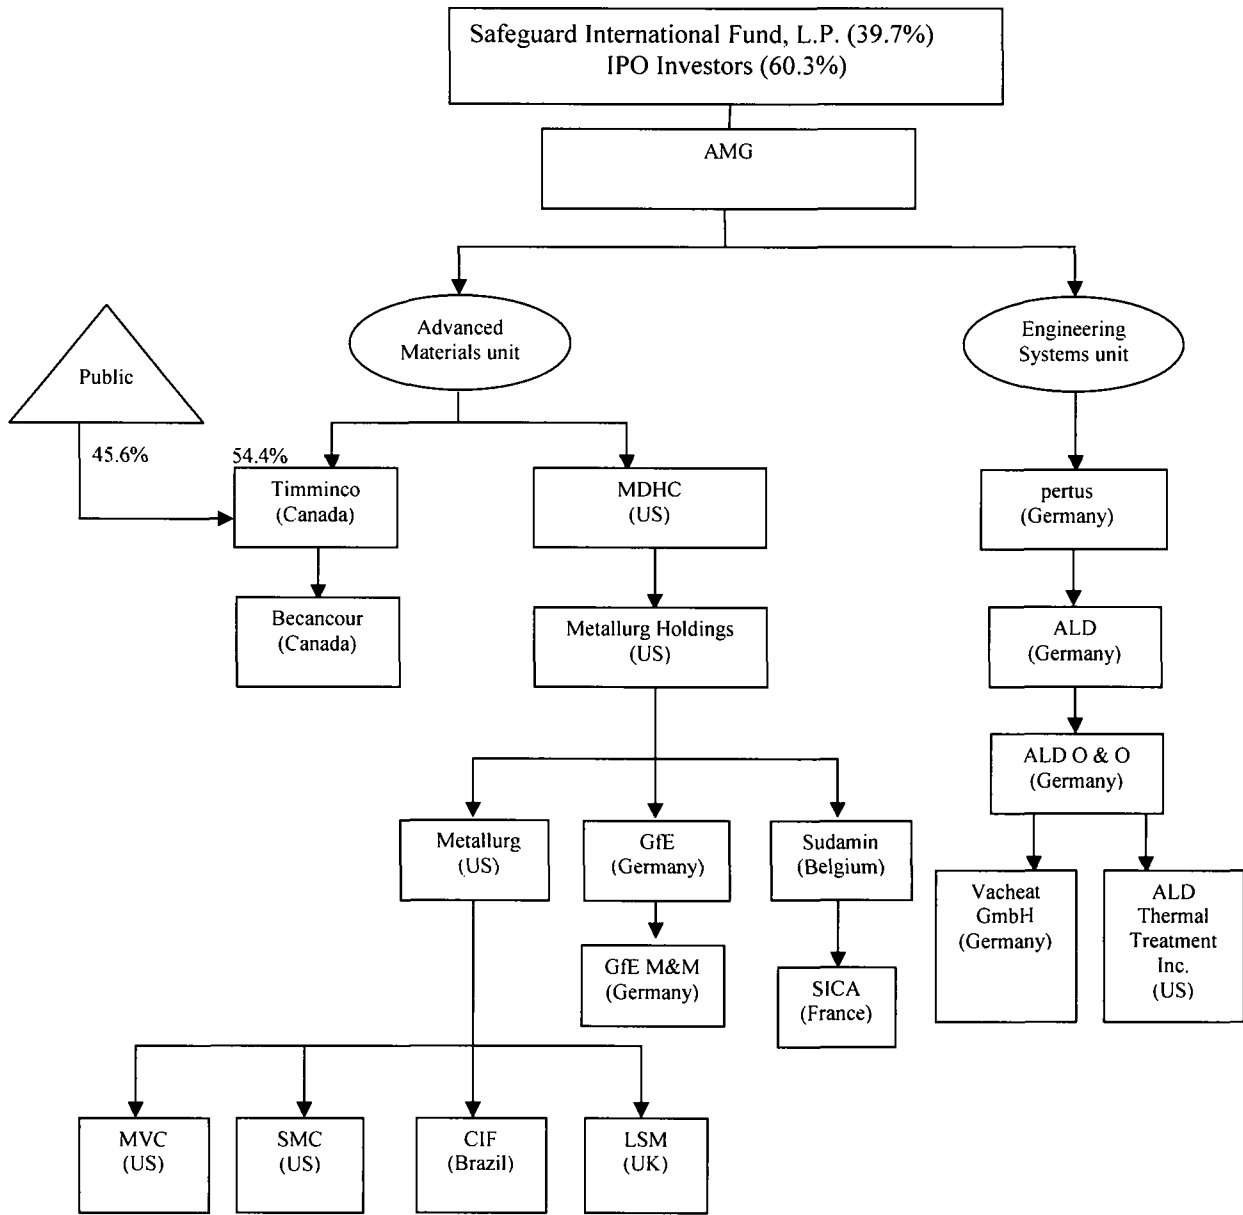 Safeguard International Fund, L.P. (39.7%)
IPO Investors (60.3%)
AMG
Advanced
Materials unit
Engineering
Systems unit
Public
45.6%
54.4%
Timminco
(Canada)
MDHC
(US)
pertus
(Germany)
Becancour
(Canada)
Metallurg Holdings
(US)
ALD
(Germany)
ALD O & O
(Germany)
Metallurg
(US)
GfE
(Germany)
Sudamin
(Belgium)
Vacheat
GmbH
(Germany)
ALD
Thermal
Treatment
Inc.
(US)
GfE M&M
(Germany)
SICA
(France)
MVC
(US)
SMC
(US)
CIF
(Brazil)
LSM
(UK)